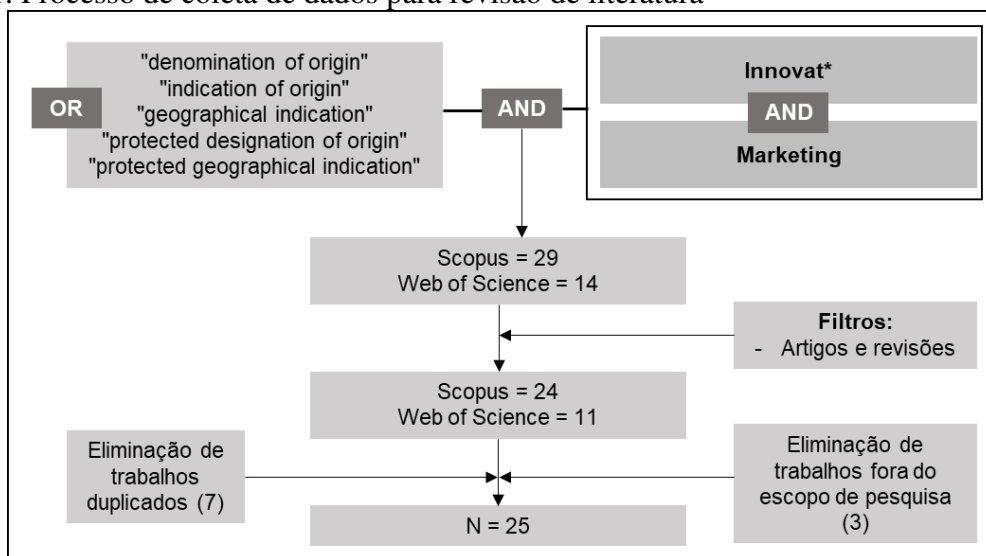 . Processo de coleta de dados para revisão de literatura
OR
"denomination of origin"
"indication of origin"
"geographical indication"
"protected designation of origin"
"protected geographical indication"
AND
Innovat*
AND
Marketing
Scopus = 29
Web of Science = 14
Filtros:
- Artigos e revisões
Scopus = 24
Web of Science = 11
Eliminação de
trabalhos
duplicados (7)
Eliminação de
trabalhos fora do
escopo de pesquisa
(3)
N = 25